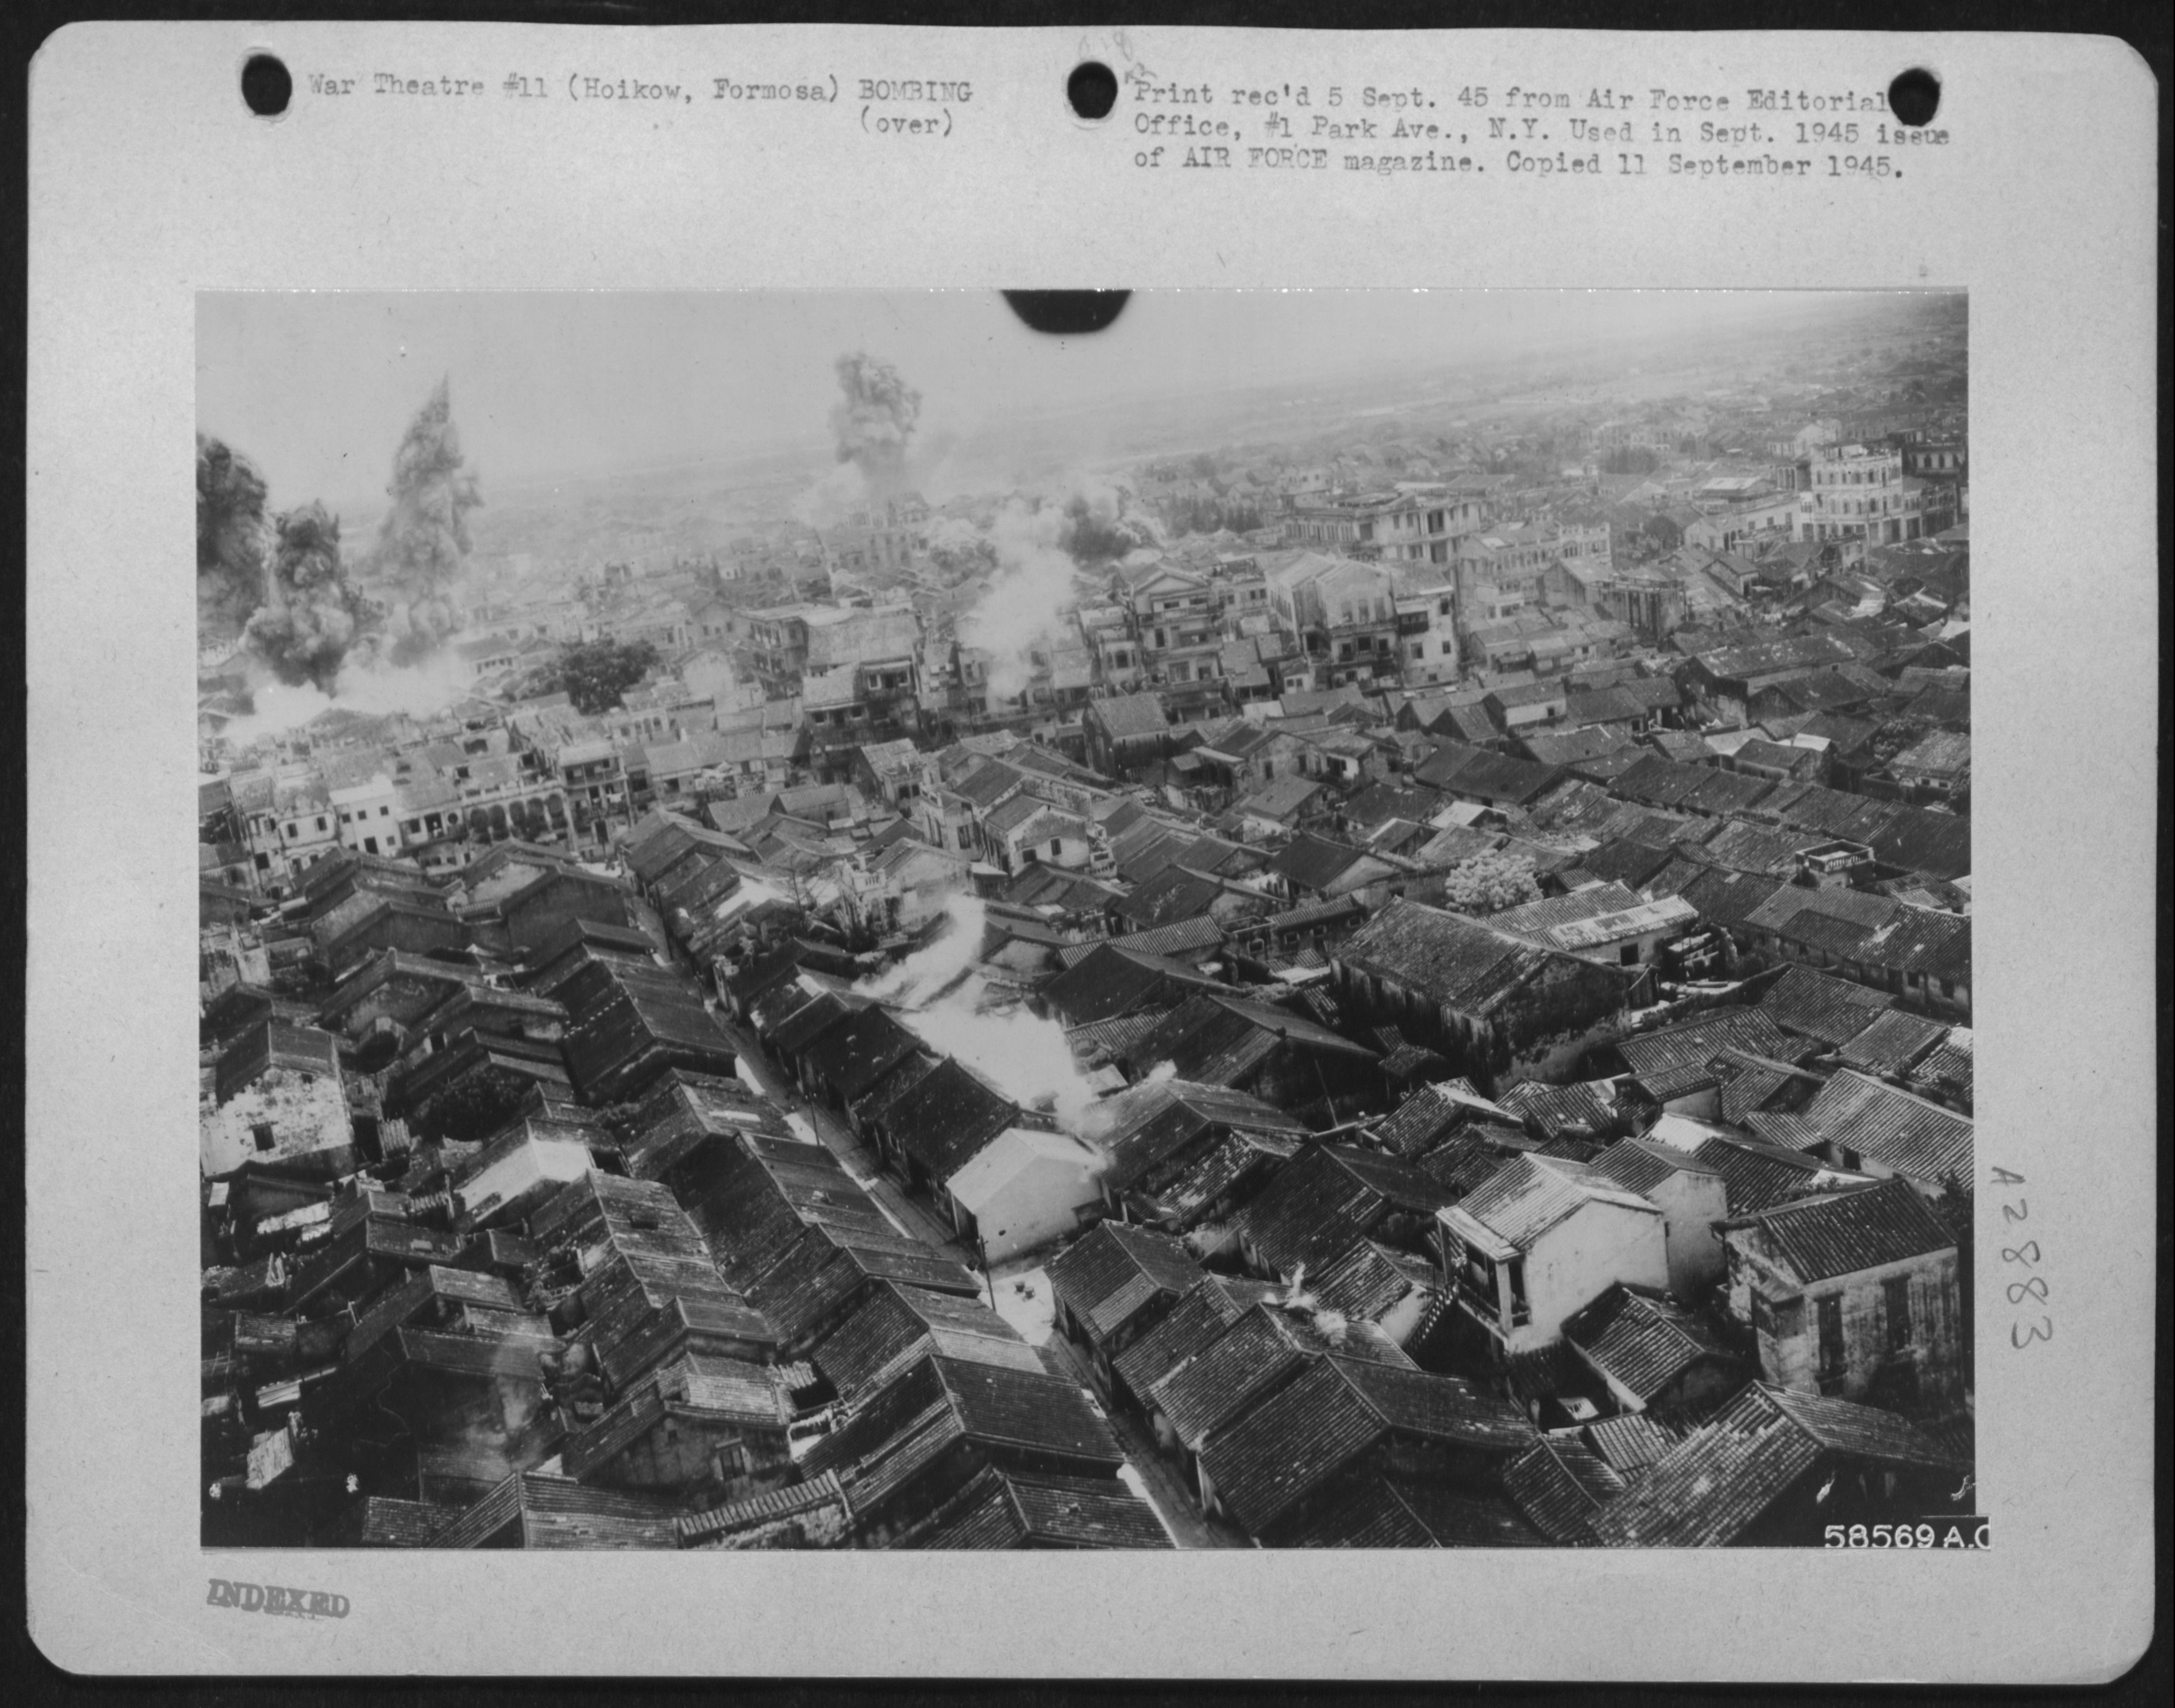 War Theatre #11 (Hoikow, Formosa) BOMBING
(over)
Print rec'd 5 Sept. 45 from Air Force Editorial
Office, #1 Park Ave., N.Y. Used in Sept. 1945 issue
of AIR FORCE magazine. Copied 11 September 1945.
A2883
58569 A.C
INDEXED